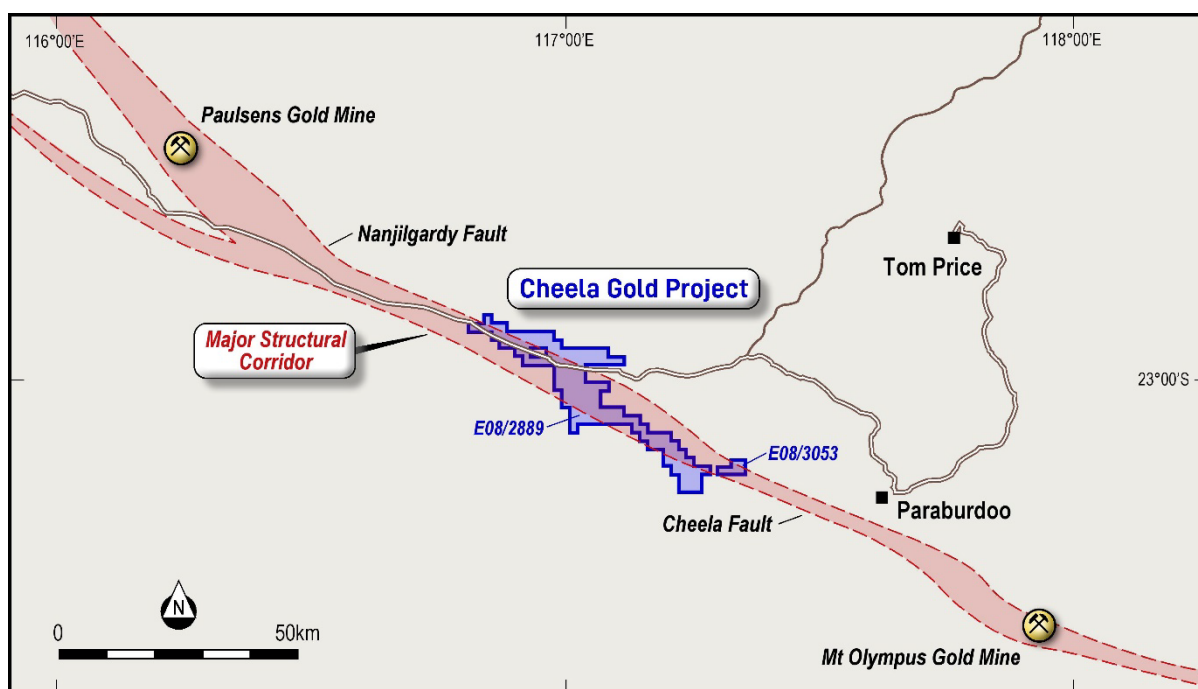 116°00'E
117°00'E
118°00'E
Paulsens Gold Mine
Nanjilgardy Fault
Tom Price
Cheela Gold Project
Major Structural
Corridor
23°00'S
E08/2889
E08/3053
Paraburdoo
Cheela Fault
N
0
50km
Mt Olympus Gold Mine